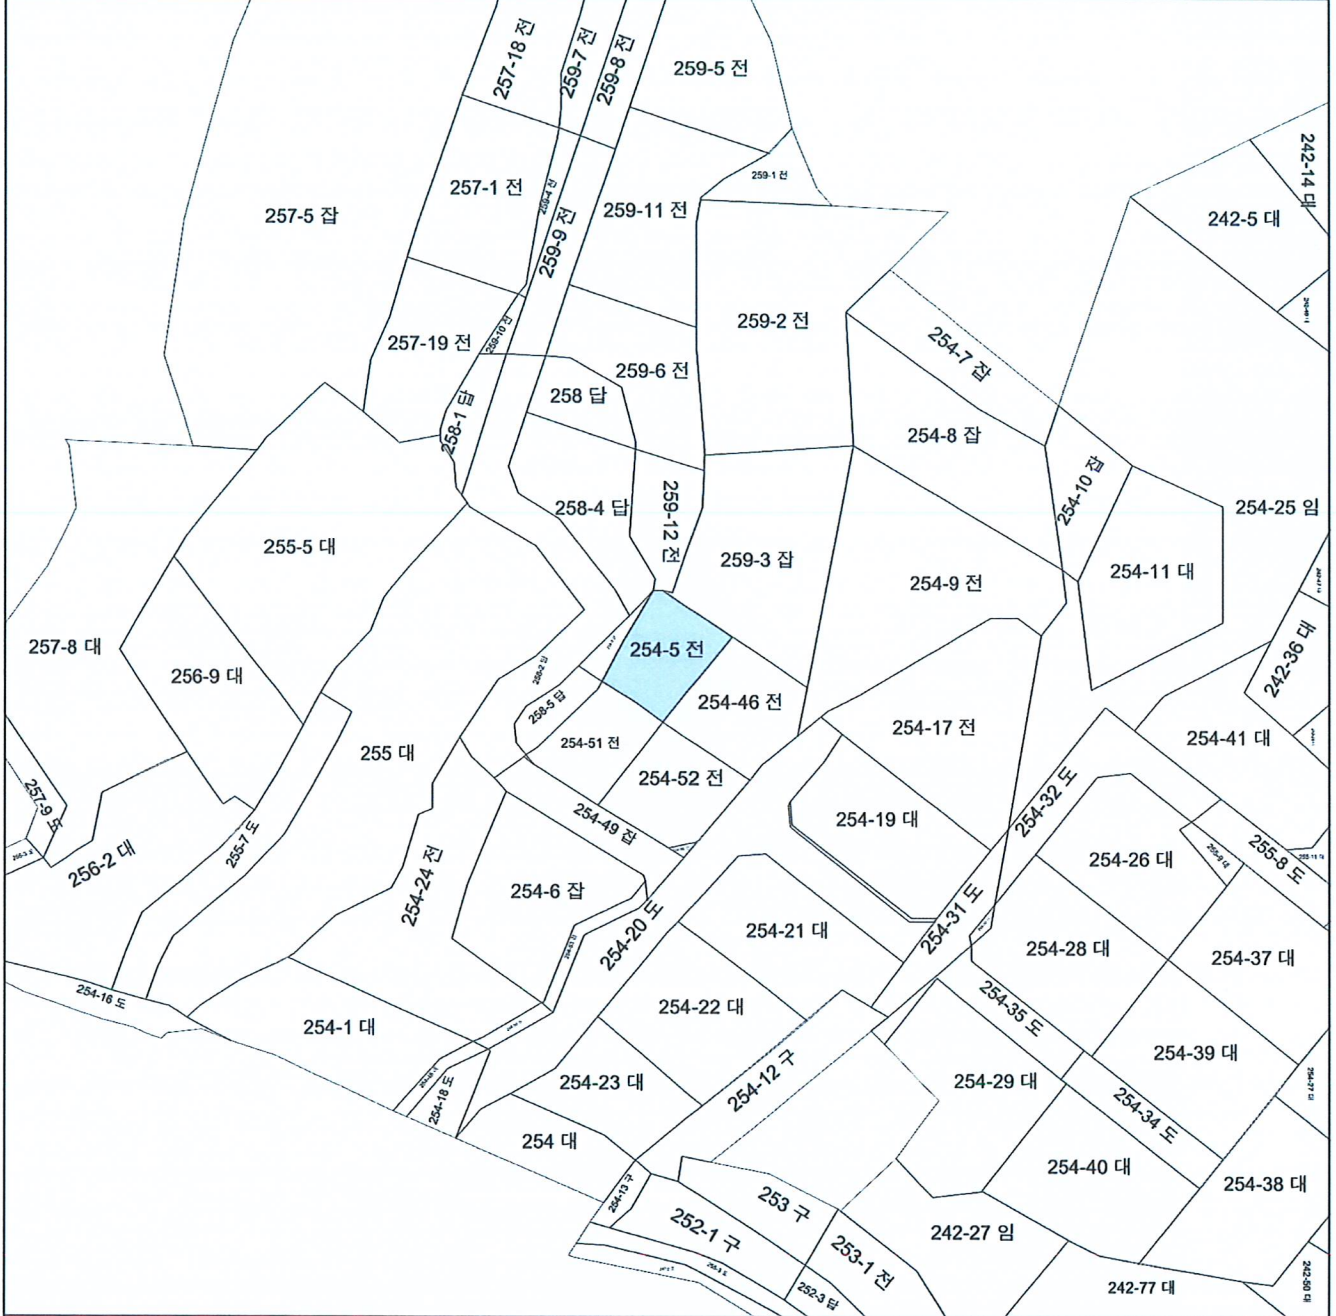 257-18 전
259-7 전
259-8 전
259-5 전
242-14 대
257-5 잡
257-1 전
259-4 전
259-9 전
259-11 전
259-1 전
242-5 대
257-19 전
259-10 전
259-2 전
254-7 잡
258-1 답
258 답
259-6 전
254-8 잡
254-10 잡
254-25 임
255-5 대
258-4 답
259-12 전
259-3 잡
254-9 전
254-11 대
257-8 대
256-9 대
254-5 전
254-46 전
242-36 대
258-5 답
254-51 전
254-52 전
254-17 전
254-41 대
255 대
257-9 도
256-2 대
255-7 도
254-24 전
254-49 잡
254-6 잡
254-20 도
254-19 대
254-32 도
254-26 대
255-8 도
254-21 대
254-31 도
254-28 대
254-37 대
254-16 도
254-1 대
254-22 대
254-35 도
254-39 대
254-18 도
254-23 대
254-12 구
254-29 대
254-34 도
254 대
254-40 대
254-38 대
254-13 구
252-1 구
253 구
253-1 전
242-27 임
252-3 답
242-77 대
242-50 대